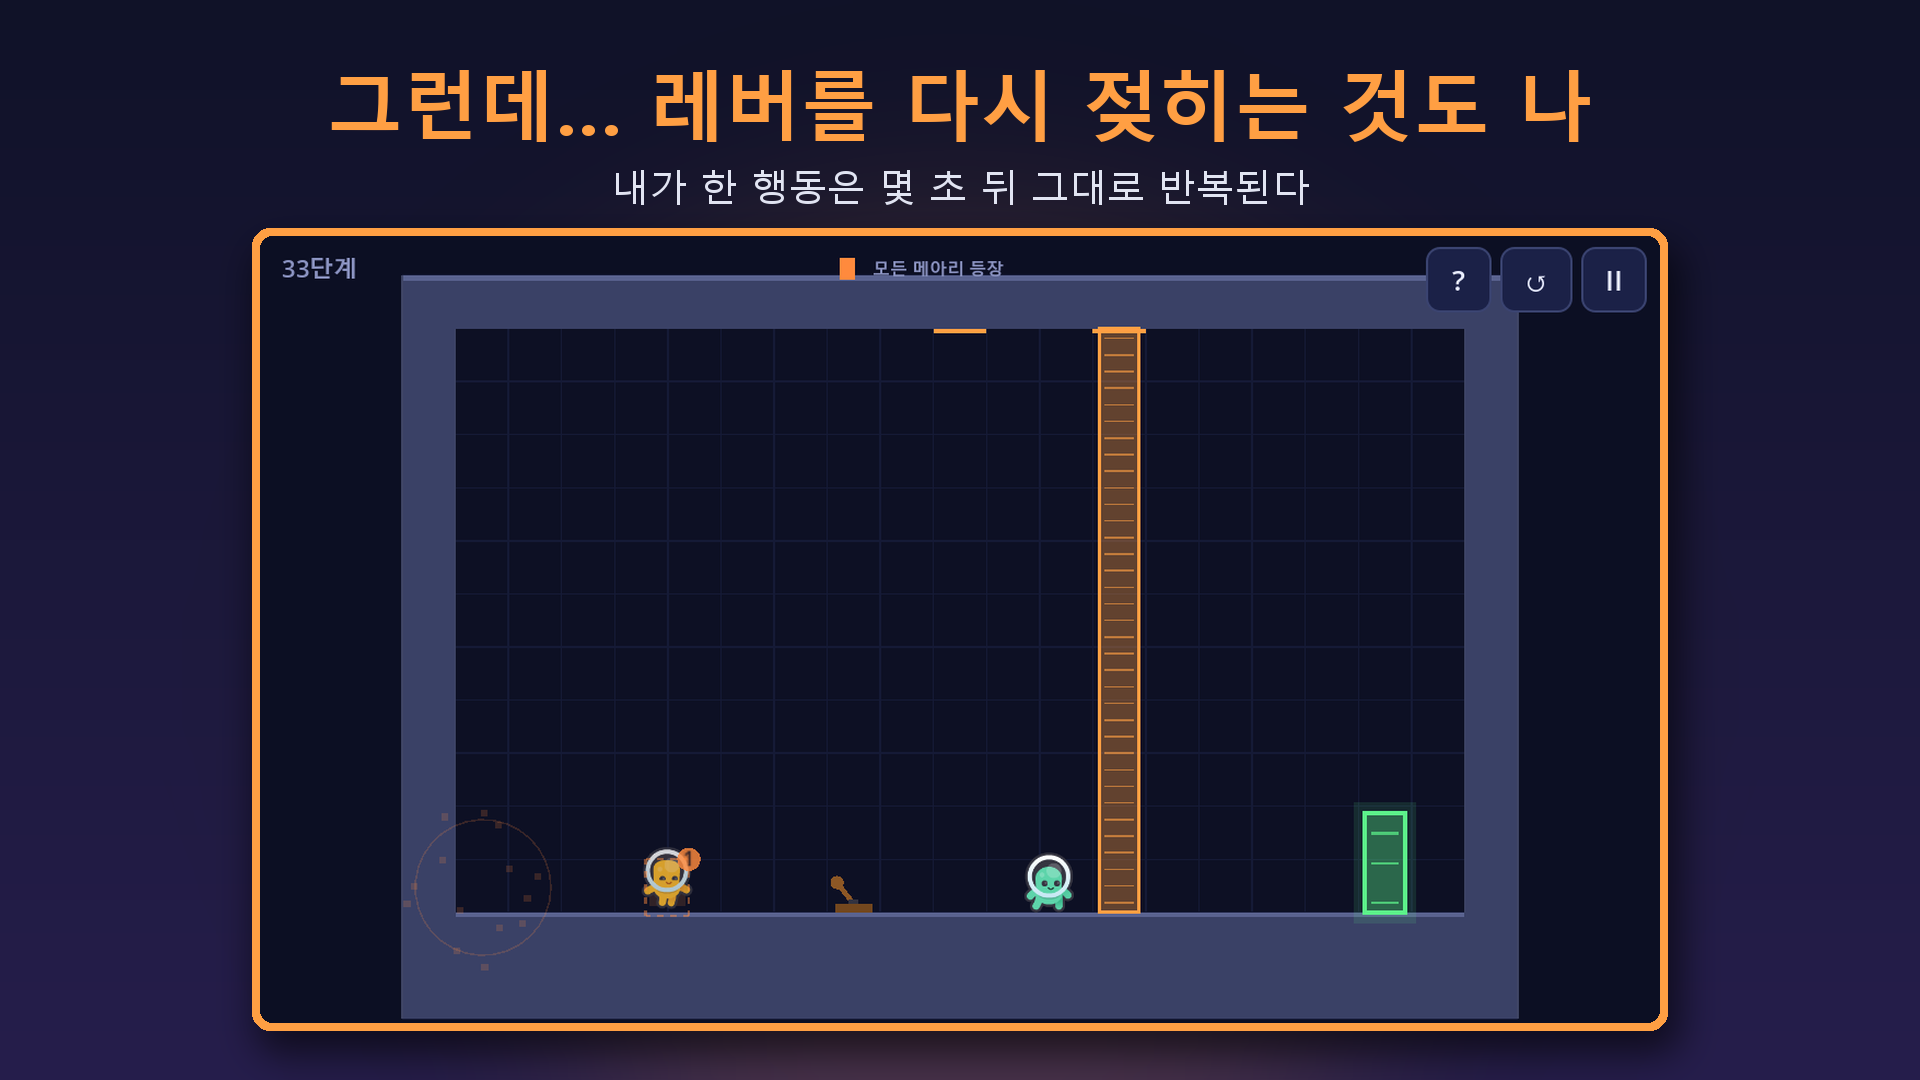 그런데... 레버를 다시 젖히는 것도 나
내가 한 행동은 몇 초 뒤 그대로 반복된다
33단계
모든 메아리 등장
?
1